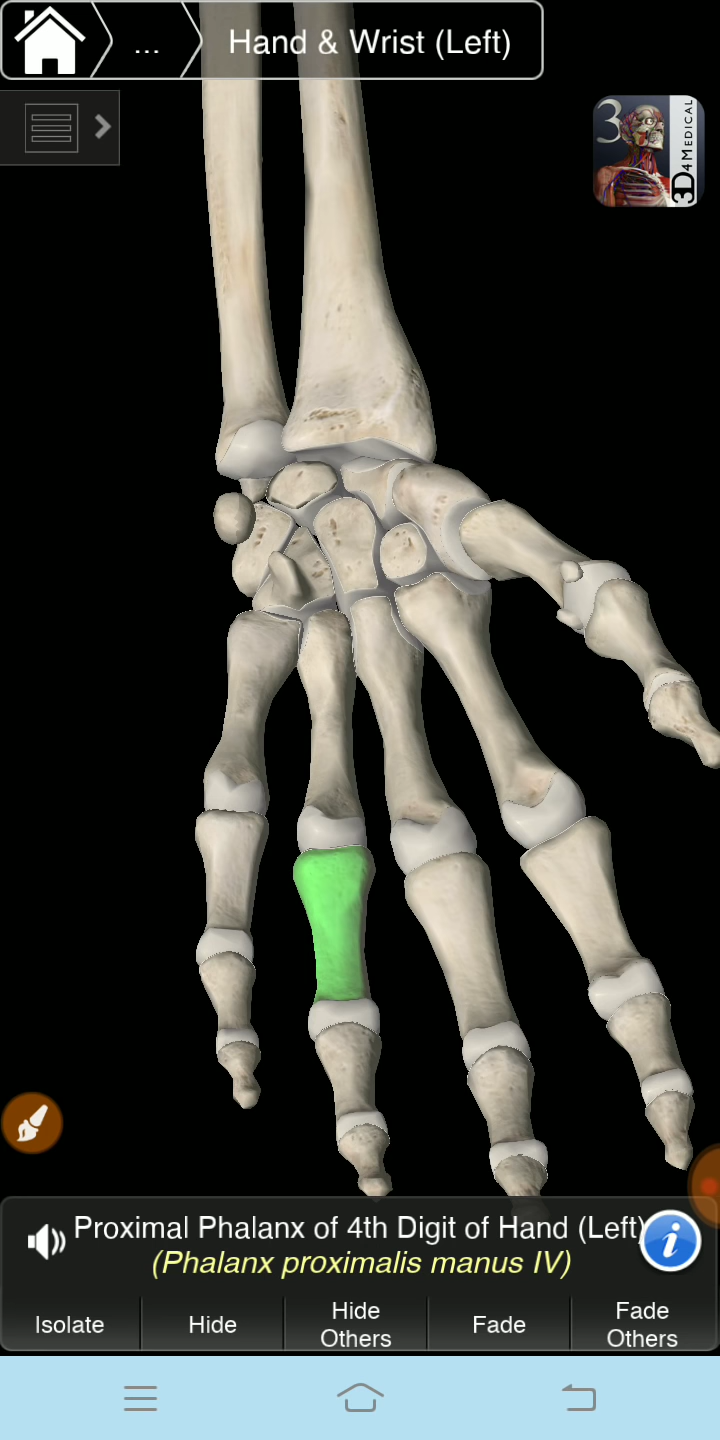 ... Hand & Wrist (Left)
3
3D4MEDICAL
Proximal Phalanx of 4th Digit of Hand (Left)
(Phalanx proximalis manus IV)
i
Isolate Hide Hide Others Fade Fade Others